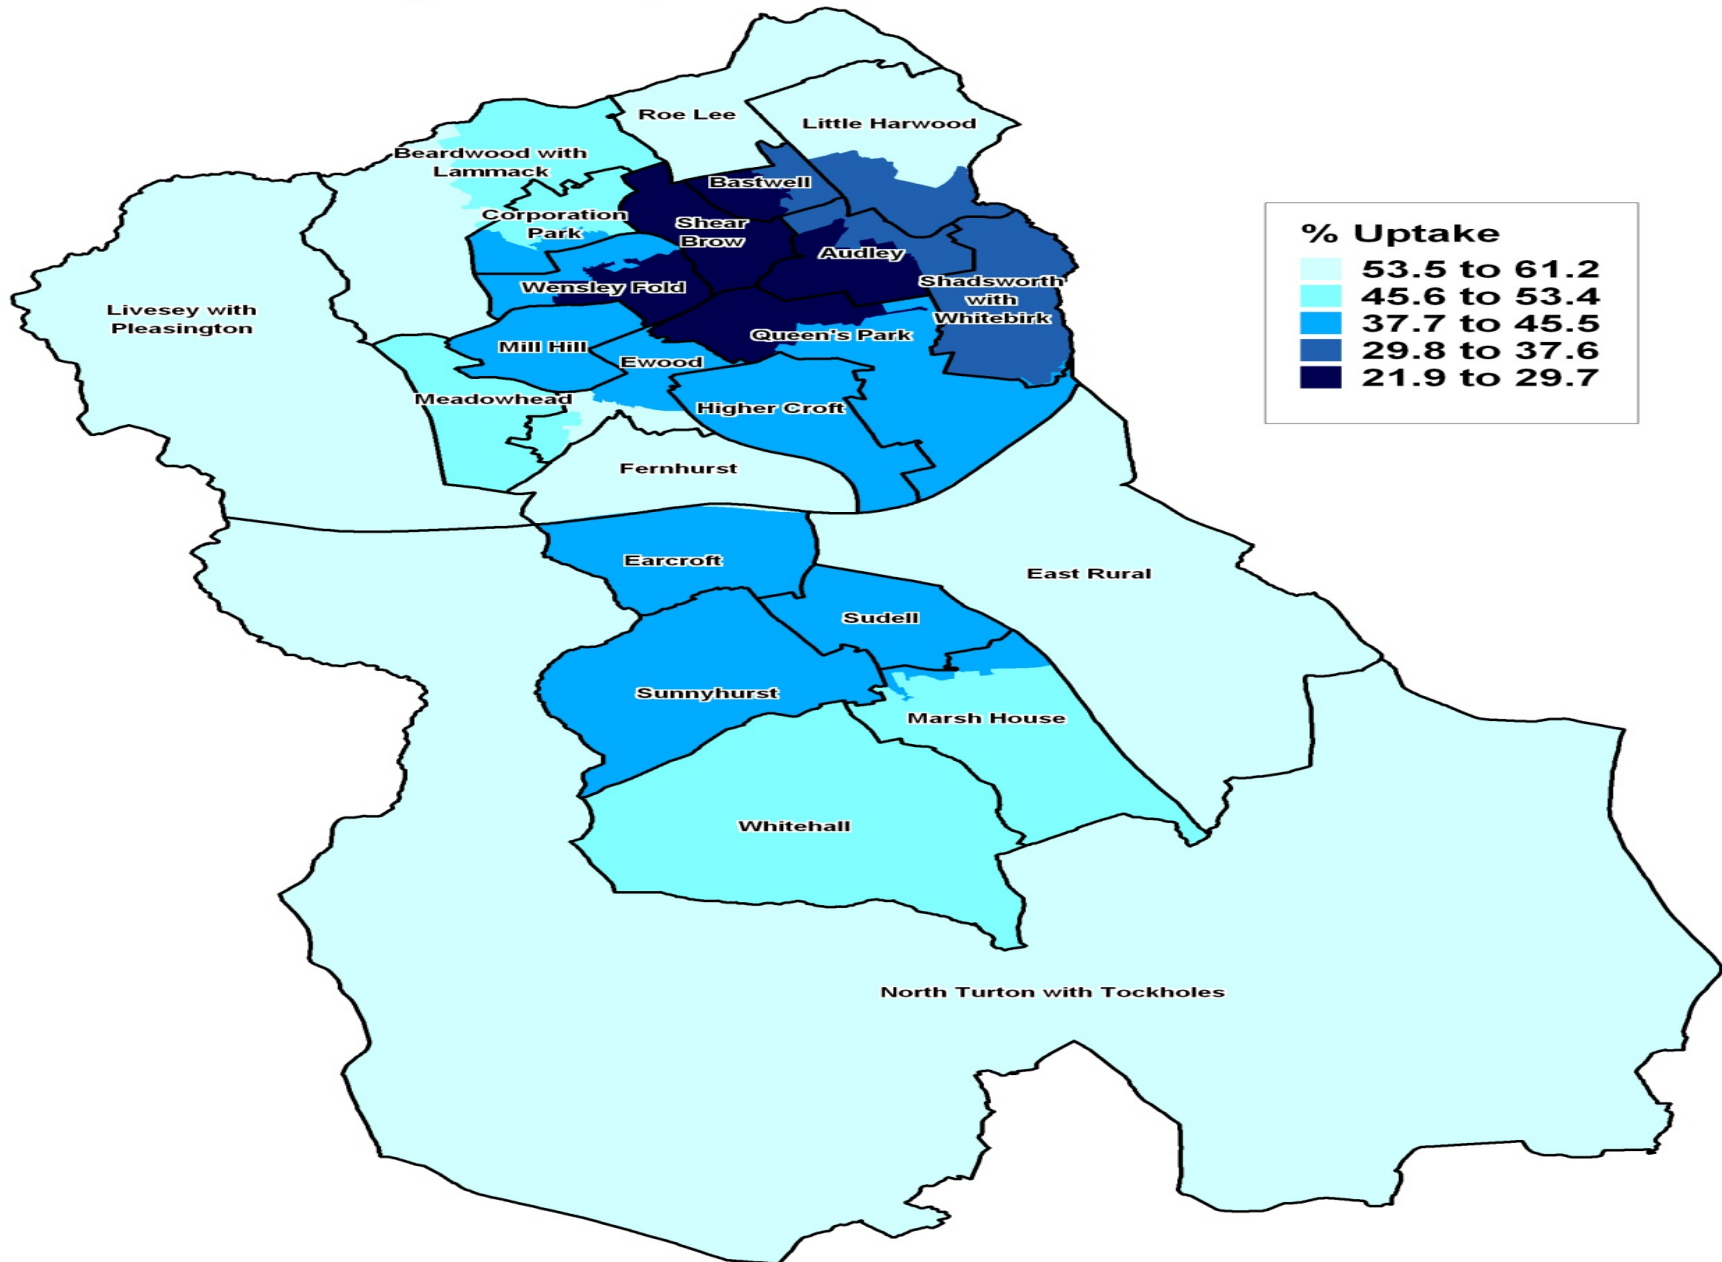 Roe Lee
Little Harwood
Beardwood with
Lammack
Bastwell
Corporation
Park
Shear
Brow
Audley
Shadsworth
with
Whitebirk
Wensley Fold
Livesey with
Pleasington
Queen's Park
Mill Hill
Ewood
Meadowhead
Higher Croft
Fernhurst
Earcroft
East Rural
Sudell
Sunnyhurst
Marsh House
Whitehall
North Turton with Tockholes
% Uptake
53.5 to 61.2
45.6 to 53.4
37.7 to 45.5
29.8 to 37.6
21.9 to 29.7